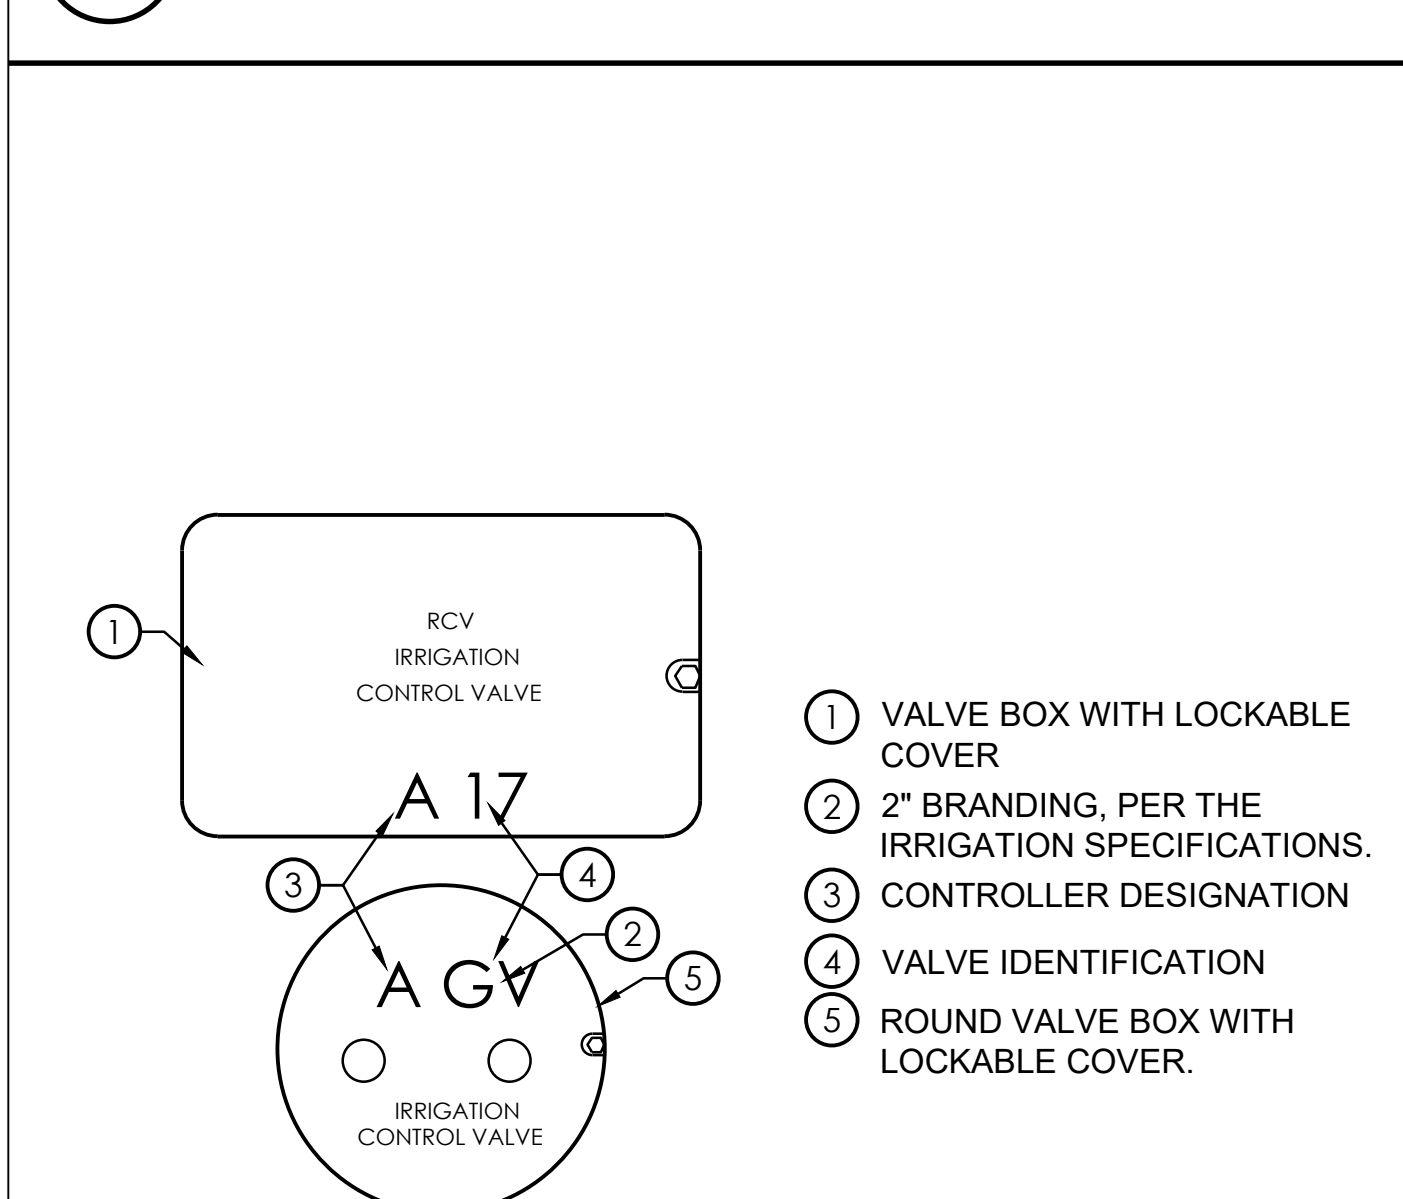 RCV
IRRIGATION
CONTROL VALVE
A 17
1
3
4
2
5
A GV
IRRIGATION
CONTROL VALVE
1 VALVE BOX WITH LOCKABLE
COVER
2 2" BRANDING, PER THE
IRRIGATION SPECIFICATIONS.
3 CONTROLLER DESIGNATION
4 VALVE IDENTIFICATION
5 ROUND VALVE BOX WITH
LOCKABLE COVER.